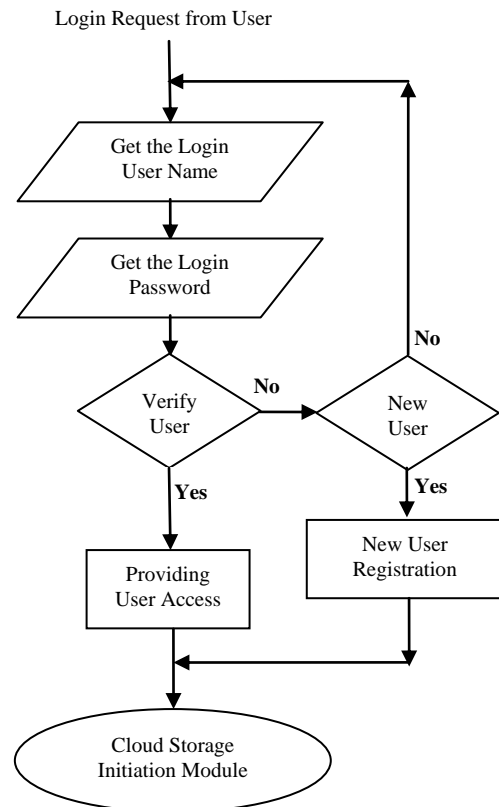 Login Request from User
Get the Login
User Name
Get the Login
Password
No
Verify
User
No
New
User
Yes
Yes
New User
Registration
Providing
User Access
Cloud Storage
Initiation Module